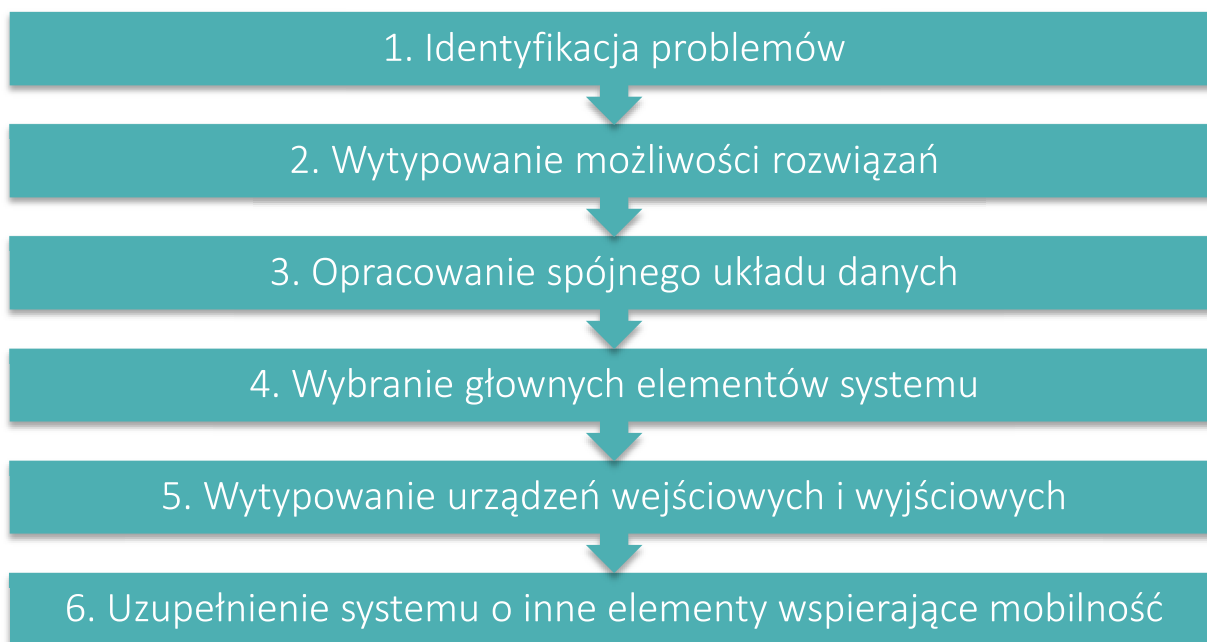 1. Identyfikacja problemów
2. Wytypowanie możliwości rozwiązań
3. Opracowanie spójnego układu danych
4. Wybranie głownych elementów systemu
5. Wytypowanie urządzeń wejściowych i wyjściowych
6. Uzupełnienie systemu o inne elementy wspierające mobilność